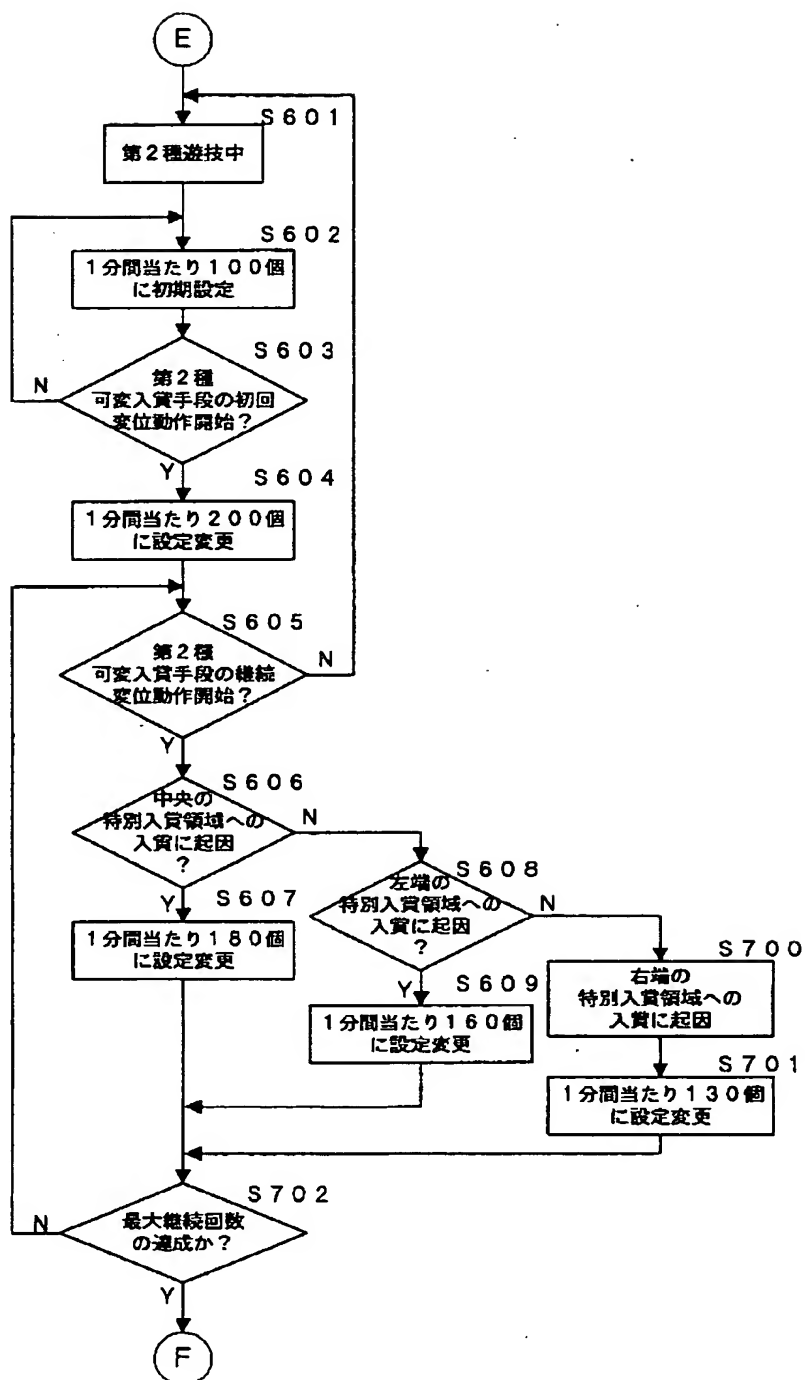 E
S601
第2種遊技中
S602
1分間当たり100個
に初期設定
S603
N
第2種
可変入賞手段の初回
変位動作開始?
Y
S604
1分間当たり200個
に設定変更
S605
第2種
可変入賞手段の継続
変位動作開始?
N
Y
S606
中央の
特別入賞領域への
入賞に起因
?
N
Y
S607
1分間当たり180個
に設定変更
S608
左端の
特別入賞領域への
入賞に起因
?
N
Y
S609
1分間当たり160個
に設定変更
S700
右端の
特別入賞領域への
入賞に起因
S701
1分間当たり130個
に設定変更
S702
N
最大継続回数
の達成か?
Y
F